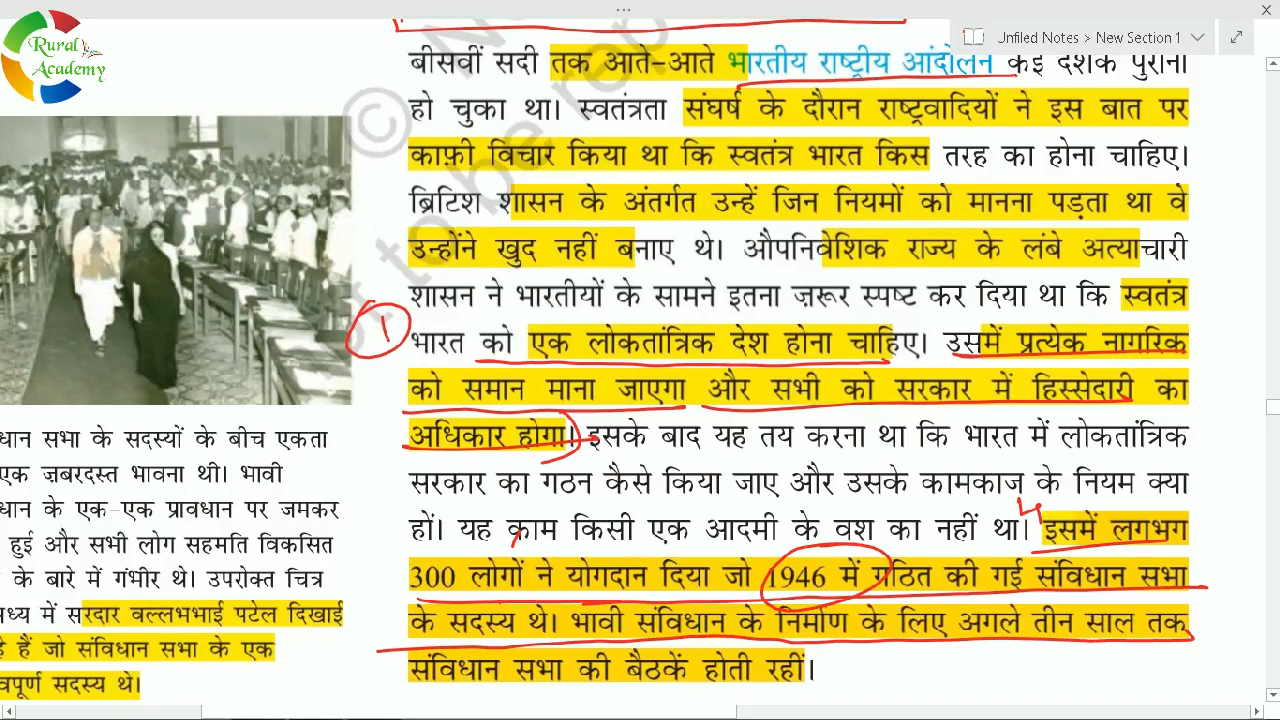 Rural
Academy
Unfiled Notes > New Section 1
बीसवीं सदी तक आते-आते भारतीय राष्ट्रीय आंदोलन कई दशक पुराना
हो चुका था। स्वतंत्रता संघर्ष के दौरान राष्ट्रवादियों ने इस बात पर
काफ़ी विचार किया था कि स्वतंत्र भारत किस तरह का होना चाहिए।
ब्रिटिश शासन के अंतर्गत उन्हें जिन नियमों को मानना पड़ता था वे
उन्होंने खुद नहीं बनाए थे। औपनिवेशिक राज्य के लंबे अत्याचारी
शासन ने भारतीयों के सामने इतना ज़रूर स्पष्ट कर दिया था कि स्वतंत्र
1
भारत को एक लोकतांत्रिक देश होना चाहिए। उसमें प्रत्येक नागरिक
को समान माना जाएगा और सभी को सरकार में हिस्सेदारी का
अधिकार होगा। इसके बाद यह तय करना था कि भारत में लोकतांत्रिक
सरकार का गठन कैसे किया जाए और उसके कामकाज के नियम क्या
हों। यह काम किसी एक आदमी के वश का नहीं था। इसमें लगभग
300 लोगों ने योगदान दिया जो 1946 में गठित की गई संविधान सभा
के सदस्य थे। भावी संविधान के निर्माण के लिए अगले तीन साल तक
संविधान सभा की बैठकें होती रहीं।
धान सभा के सदस्यों के बीच एकता
एक ज़बरदस्त भावना थी। भावी
धान के एक-एक प्रावधान पर जमकर
हुई और सभी लोग सहमति विकसित
के बारे में गंभीर थे। उपरोक्त चित्र
मध्य में सरदार वल्लभभाई पटेल दिखाई
हैं जो संविधान सभा के एक
वपूर्ण सदस्य थे।